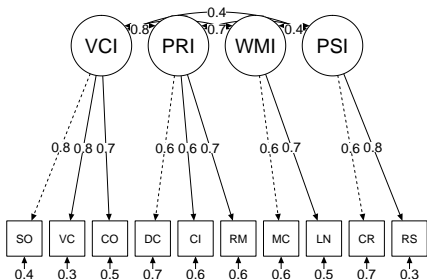 0.4
0.8 0.7 0.4
VCI PRI WMI PSI
0.8 0.8 0.7 0.6 0.6 0.7 0.6 0.7 0.6 0.8
SO VC CO DC CI RM MC LN CR RS
0.4 0.3 0.5 0.7 0.6 0.6 0.6 0.5 0.7 0.3